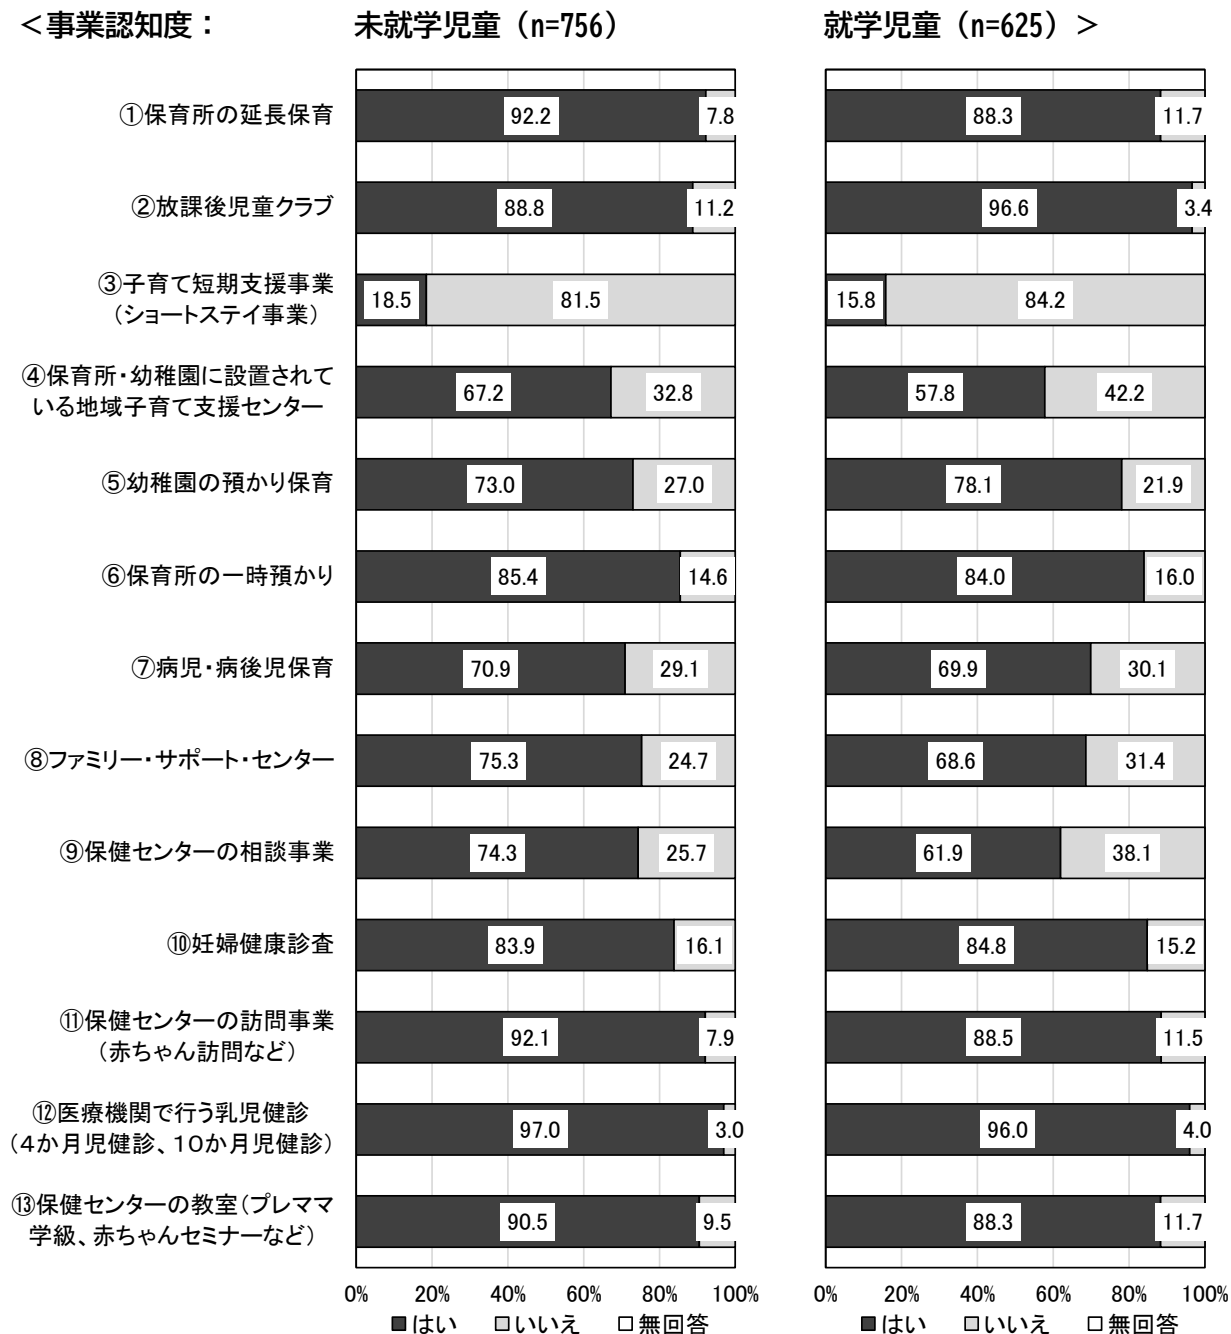 ＜事業認知度： 未就学児童（n=756） 就学児童（n=625）＞
①保育所の延長保育 92.2 7.8 88.3 11.7
②放課後児童クラブ 88.8 11.2 96.6 3.4
③子育て短期支援事業
（ショートステイ事業） 18.5 81.5 15.8 84.2
④保育所・幼稚園に設置されて
いる地域子育て支援センター 67.2 32.8 57.8 42.2
⑤幼稚園の預かり保育 73.0 27.0 78.1 21.9
⑥保育所の一時預かり 85.4 14.6 84.0 16.0
⑦病児・病後児保育 70.9 29.1 69.9 30.1
⑧ファミリー・サポート・センター 75.3 24.7 68.6 31.4
⑨保健センターの相談事業 74.3 25.7 61.9 38.1
⑩妊婦健康診査 83.9 16.1 84.8 15.2
⑪保健センターの訪問事業
（赤ちゃん訪問など） 92.1 7.9 88.5 11.5
⑫医療機関で行う乳児健診
（４か月児健診、１０か月児健診） 97.0 3.0 96.0 4.0
⑬保健センターの教室（プレママ
学級、赤ちゃんセミナーなど） 90.5 9.5 88.3 11.7
0% 20% 40% 60% 80% 100% 0% 20% 40% 60% 80% 100%
はい いいえ 無回答 はい いいえ 無回答